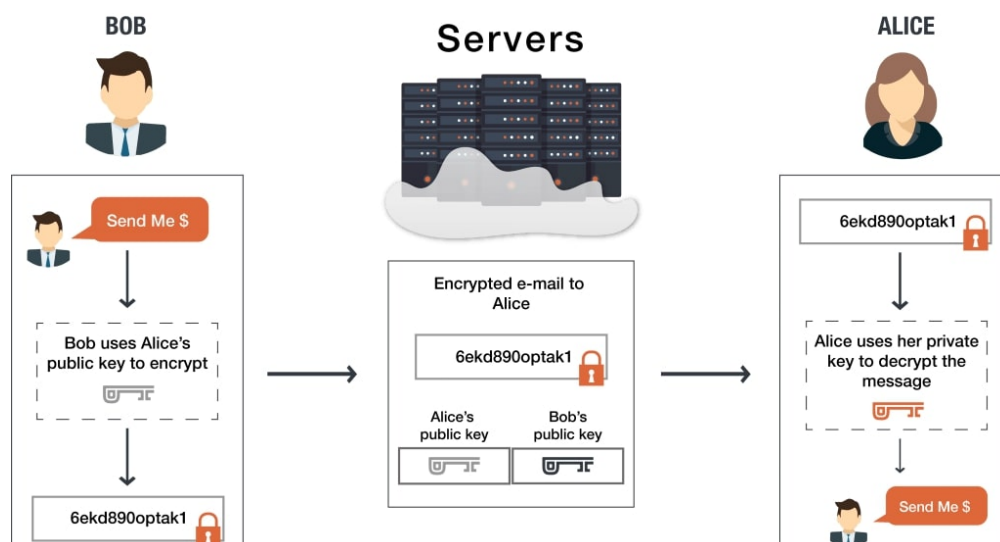 BOB
Servers
ALICE
Send Me $
Bob uses Alice's
public key to encrypt
6ekd890optak1
Encrypted e-mail to
Alice
6ekd890optak1
Alice's
public key
Bob's
public key
6ekd890optak1
Alice uses her private
key to decrypt the
message
Send Me $